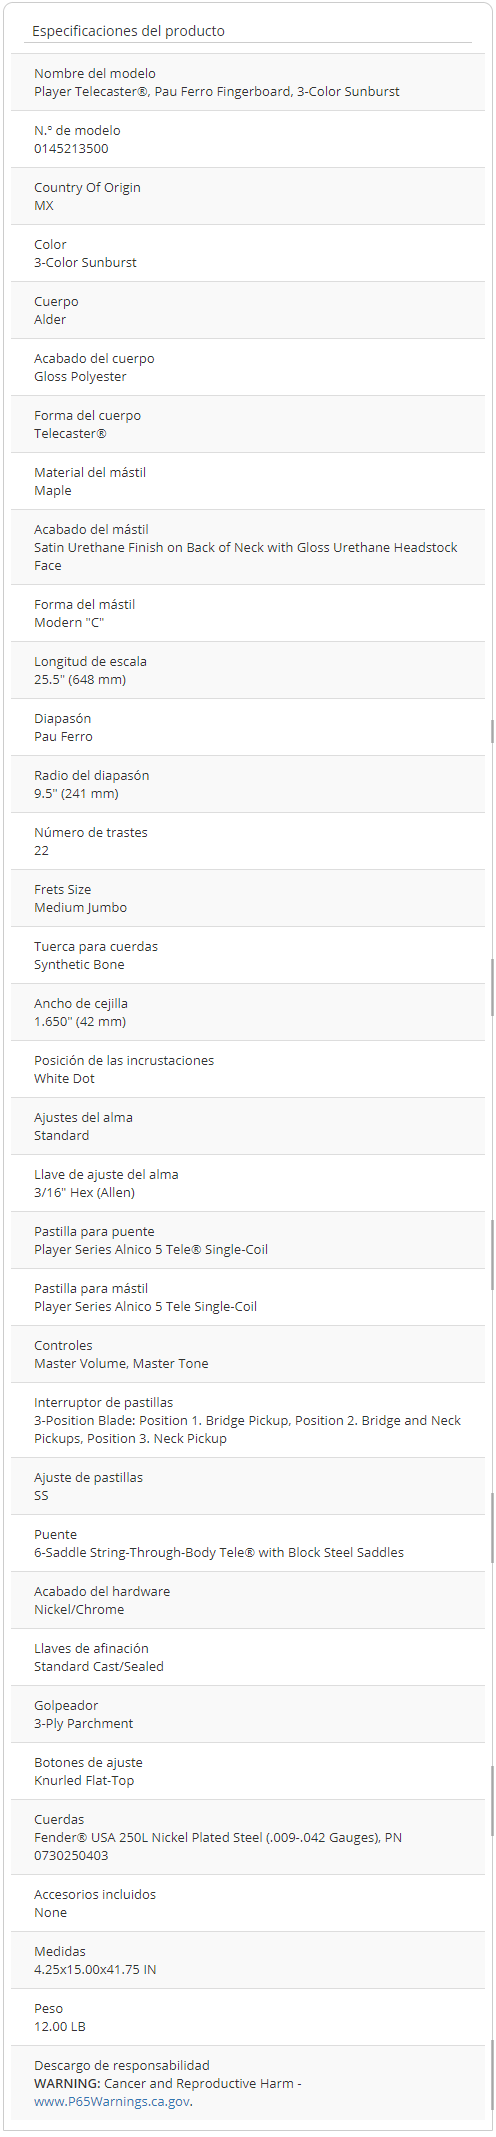 Especificaciones del producto
Nombre del modelo
Player Telecaster®, Pau Ferro Fingerboard, 3-Color Sunburst
N.º de modelo
0145213500
Country Of Origin
MX
Color
3-Color Sunburst
Cuerpo
Alder
Acabado del cuerpo
Gloss Polyester
Forma del cuerpo
Telecaster®
Material del mástil
Maple
Acabado del mástil
Satin Urethane Finish on Back of Neck with Gloss Urethane Headstock
Face
Forma del mástil
Modern "C"
Longitud de escala
25.5" (648 mm)
Diapasón
Pau Ferro
Radio del diapasón
9.5" (241 mm)
Número de trastes
22
Frets Size
Medium Jumbo
Tuerca para cuerdas
Synthetic Bone
Ancho de cejilla
1.650" (42 mm)
Posición de las incrustaciones
White Dot
Ajustes del alma
Standard
Llave de ajuste del alma
3/16" Hex (Allen)
Pastilla para puente
Player Series Alnico 5 Tele® Single-Coil
Pastilla para mástil
Player Series Alnico 5 Tele Single-Coil
Controles
Master Volume, Master Tone
Interruptor de pastillas
3-Position Blade: Position 1. Bridge Pickup, Position 2. Bridge and Neck
Pickups, Position 3. Neck Pickup
Ajuste de pastillas
SS
Puente
6-Saddle String-Through-Body Tele® with Block Steel Saddles
Acabado del hardware
Nickel/Chrome
Llaves de afinación
Standard Cast/Sealed
Golpeador
3-Ply Parchment
Botones de ajuste
Knurled Flat-Top
Cuerdas
Fender® USA 250L Nickel Plated Steel (.009-.042 Gauges), PN
0730250403
Accesorios incluidos
None
Medidas
4.25x15.00x41.75 IN
Peso
12.00 LB
Descargo de responsabilidad
WARNING: Cancer and Reproductive Harm -
www.P65Warnings.ca.gov.